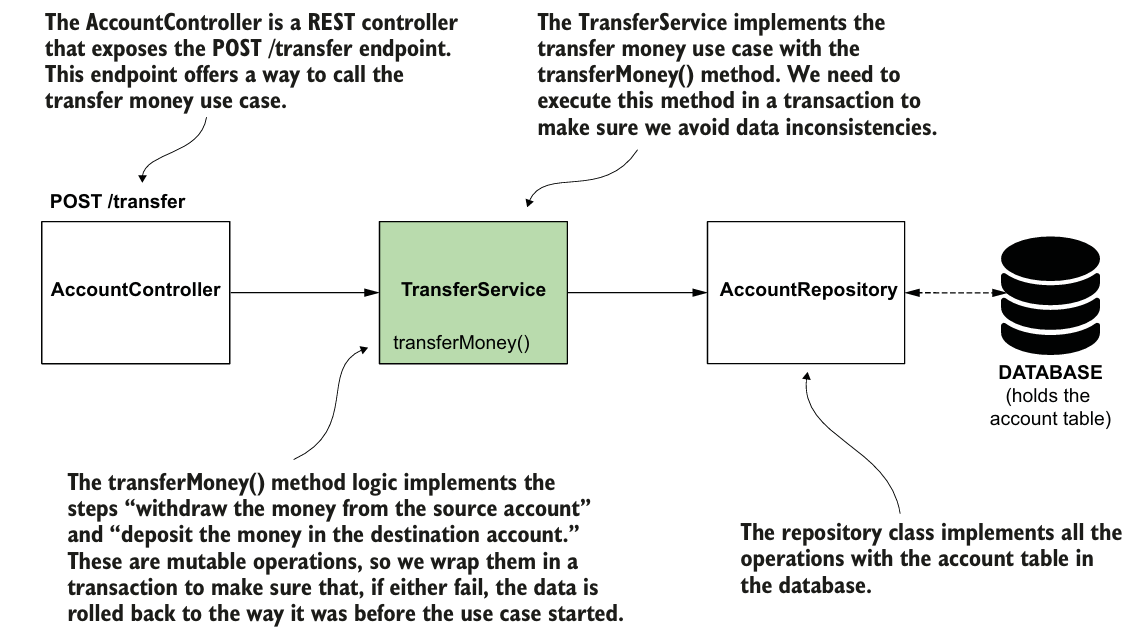 The AccountController is a REST controller
that exposes the POST /transfer endpoint.
This endpoint offers a way to call the
transfer money use case.
The TransferService implements the
transfer money use case with the
transferMoney() method. We need to
execute this method in a transaction to
make sure we avoid data inconsistencies.
POST /transfer
AccountController
TransferService
transferMoney()
AccountRepository
DATABASE
(holds the
account table)
The transferMoney() method logic implements the
steps “withdraw the money from the source account”
and “deposit the money in the destination account.”
These are mutable operations, so we wrap them in a
transaction to make sure that, if either fail, the data is
rolled back to the way it was before the use case started.
The repository class implements all the
operations with the account table in
the database.